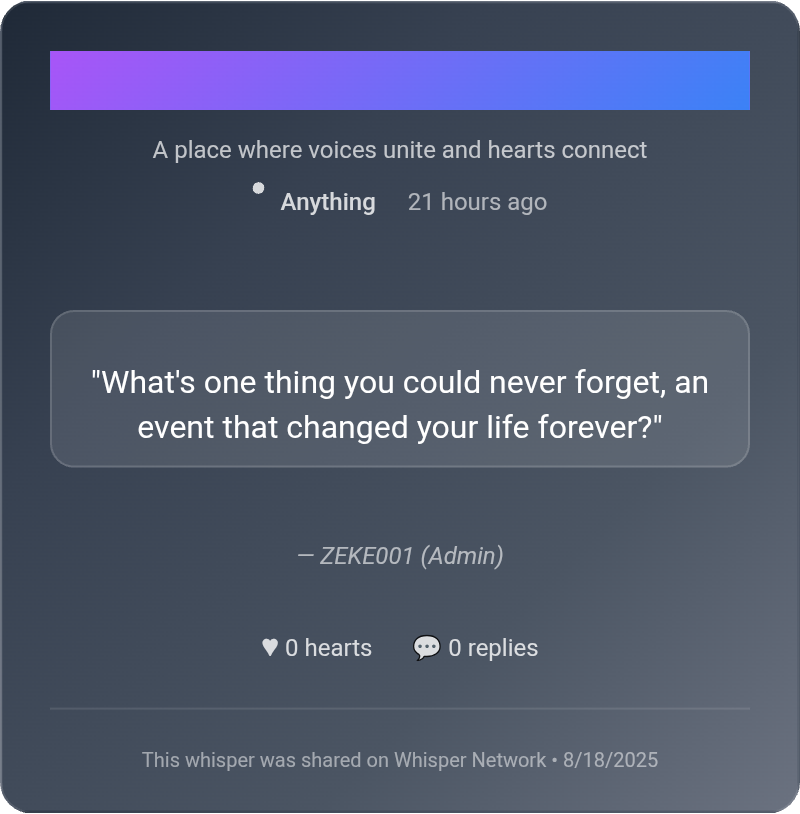 A place where voices unite and hearts connect
Anything 21 hours ago
"What's one thing you could never forget, an
event that changed your life forever?"
— ZEKE001 (Admin)
♥ 0 hearts 💬 0 replies
This whisper was shared on Whisper Network • 8/18/2025